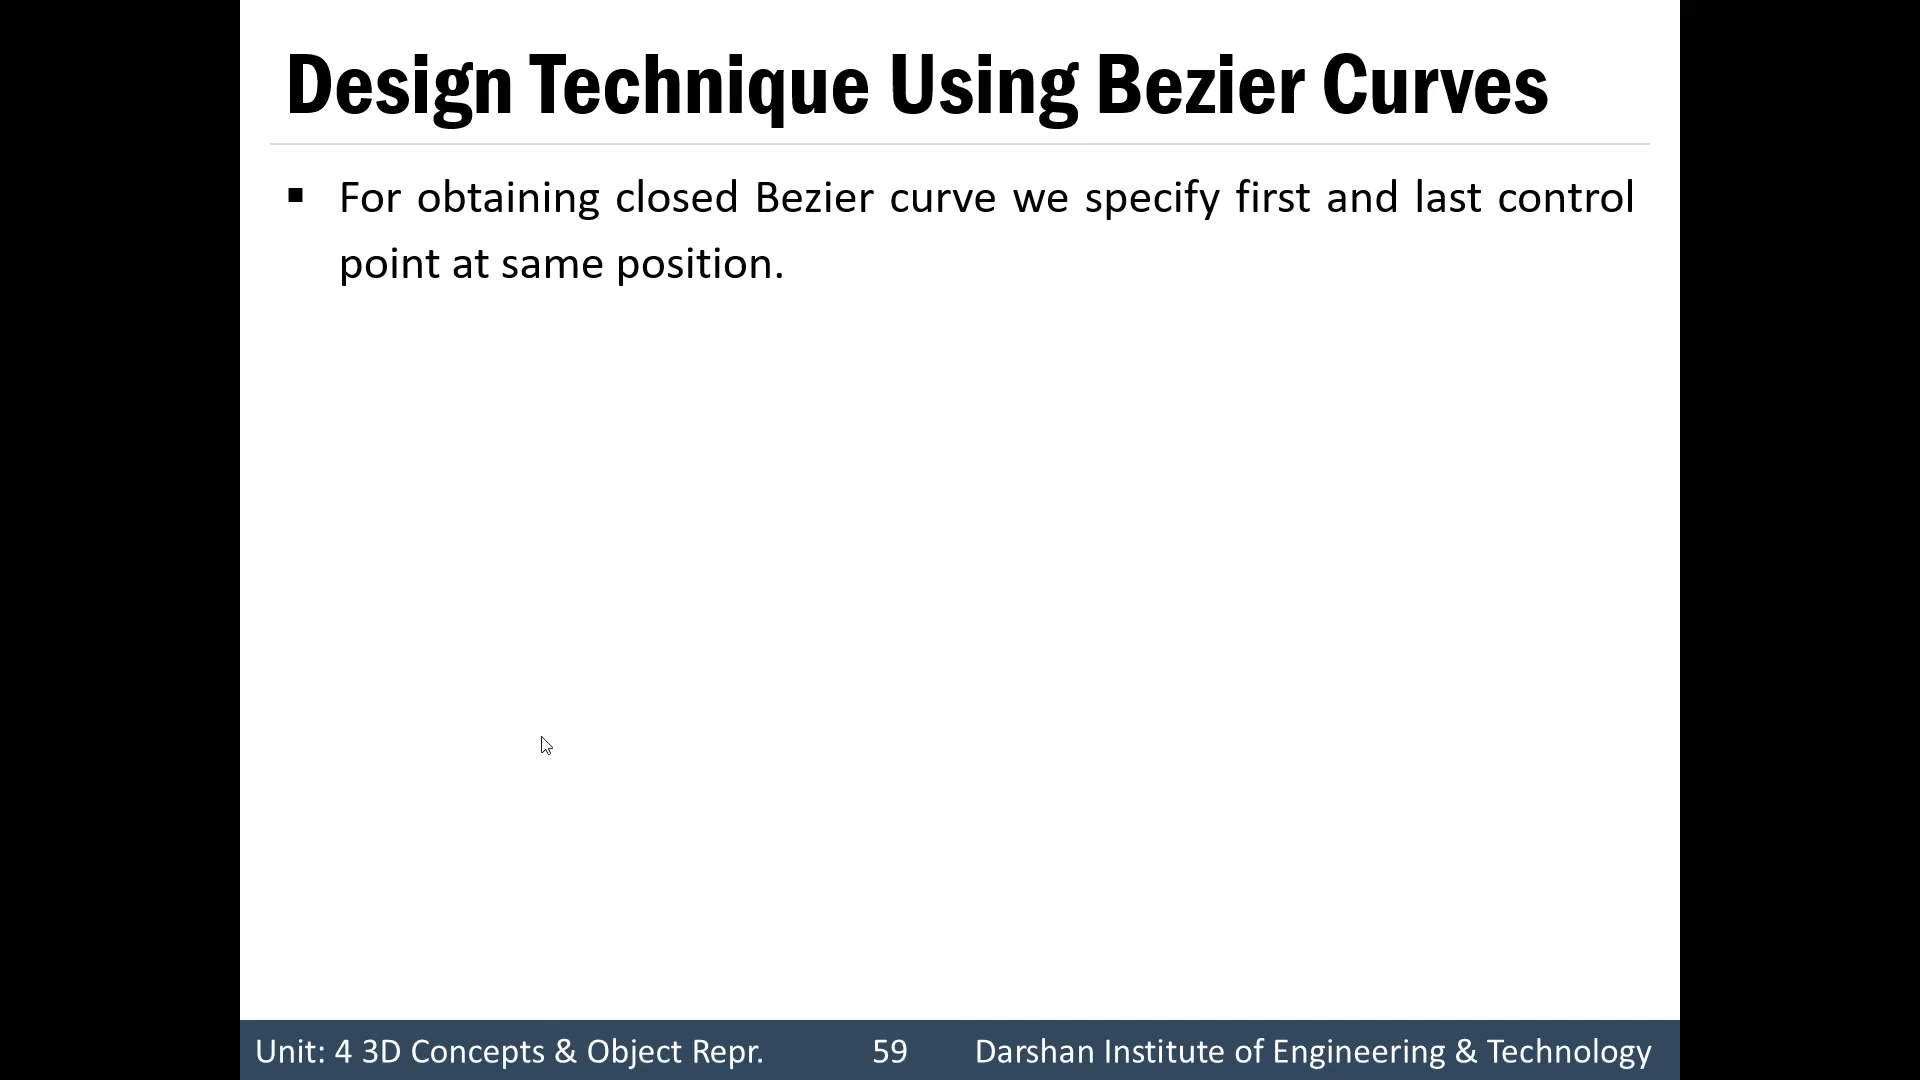 Design Technique Using Bezier Curves
▪ For obtaining closed Bezier curve we specify first and last control
point at same position.
Unit: 4 3D Concepts & Object Repr. 59 Darshan Institute of Engineering & Technology